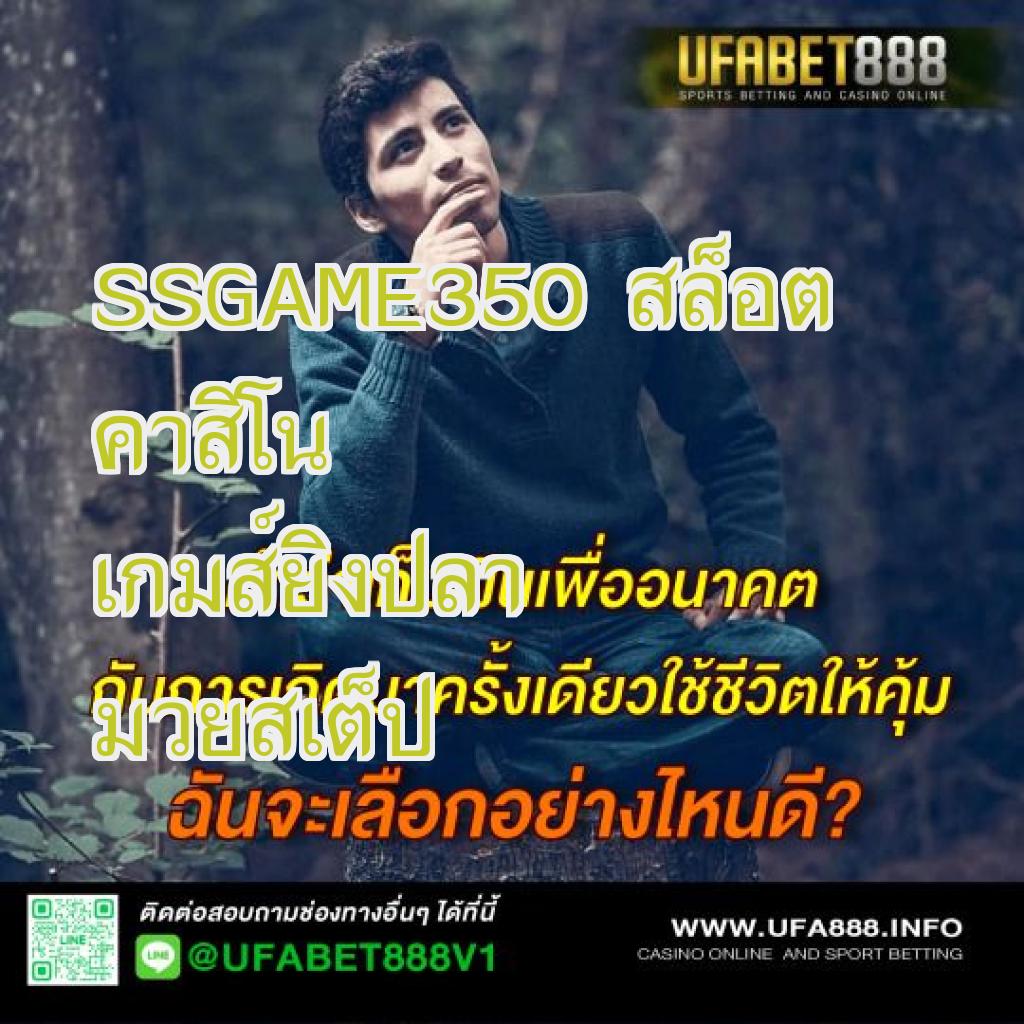 UFABET888
SPORTS BETTING AND CASINO ONLINE
SSGAME350 สล็อต
คาสิโน
เกมส์ยิงปลา
เพื่ออนาคต
มวยสเต็ป
ครั้งเดียวใช้ชีวิตให้คุ้ม
ฉันจะเลือกอย่างไหนดี?
ติดต่อสอบถามช่องทางอื่นๆ ได้ที่นี้
LINE
LINE
@UFABET888V1
WWW.UFA888.INFO
CASINO ONLINE AND SPORT BETTING